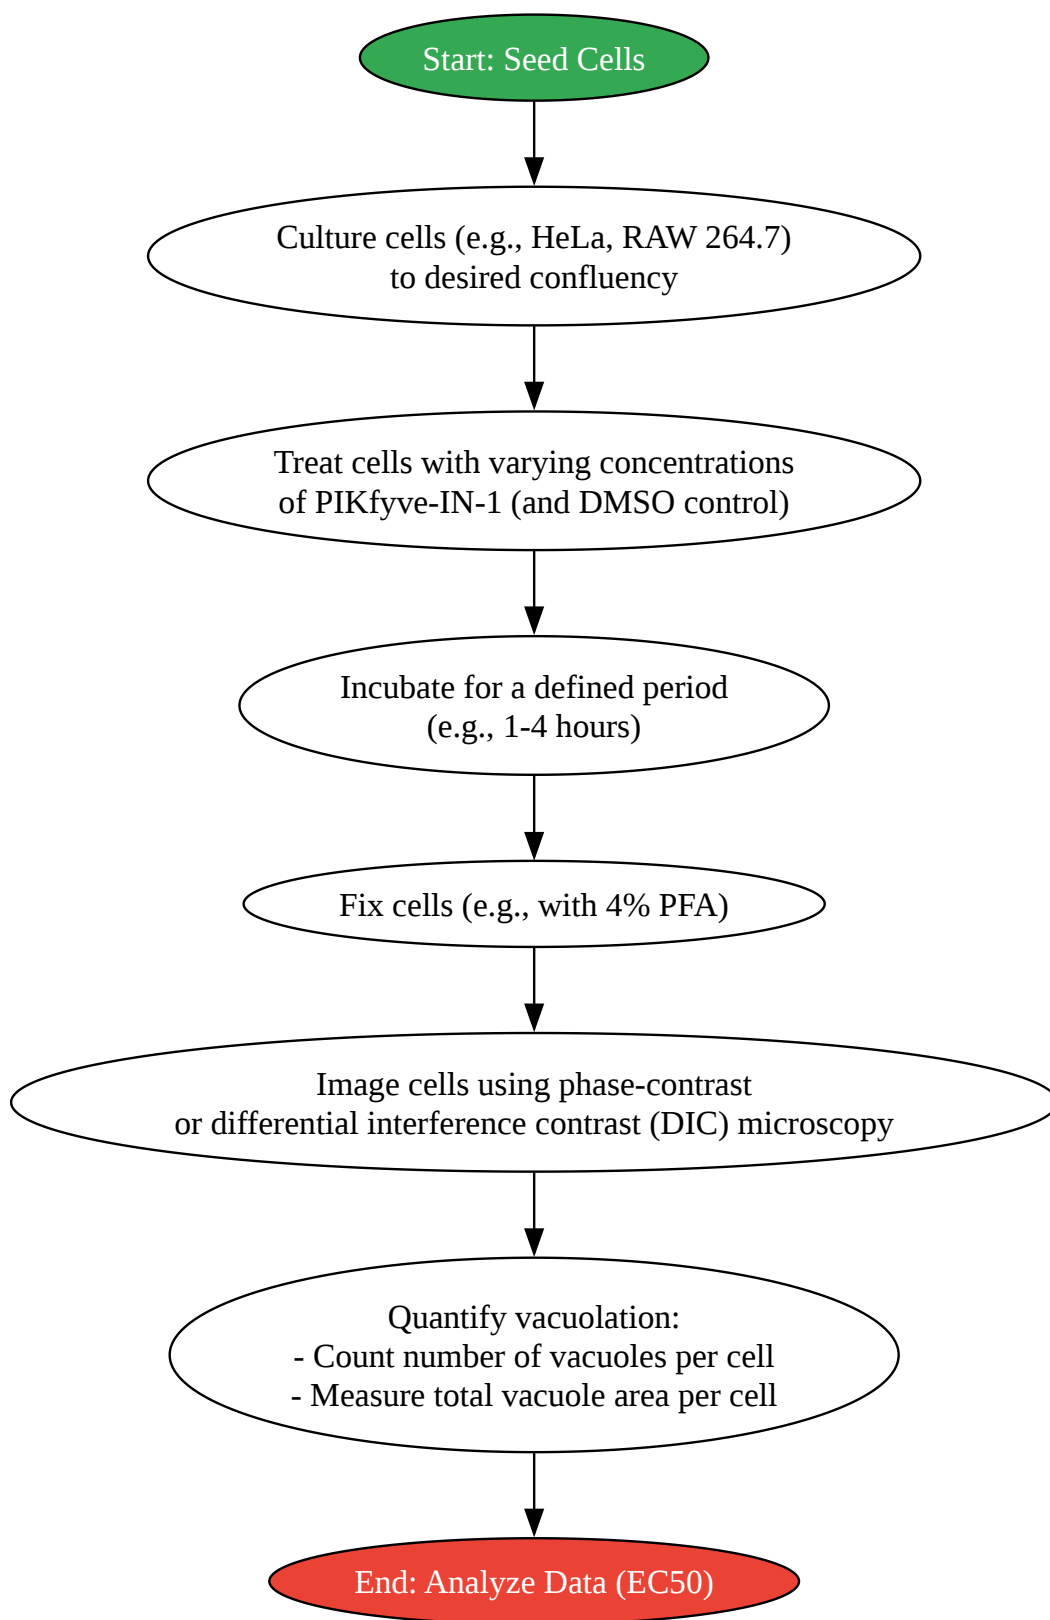 Start: Seed Cells
Culture cells (e.g., HeLa, RAW 264.7)
to desired confluency
Treat cells with varying concentrations
of PIKfyve-IN-1 (and DMSO control)
Incubate for a defined period
(e.g., 1-4 hours)
Fix cells (e.g., with 4% PFA)
Image cells using phase-contrast
or differential interference contrast (DIC) microscopy
Quantify vacuolation:
- Count number of vacuoles per cell
- Measure total vacuole area per cell
End: Analyze Data (EC50)